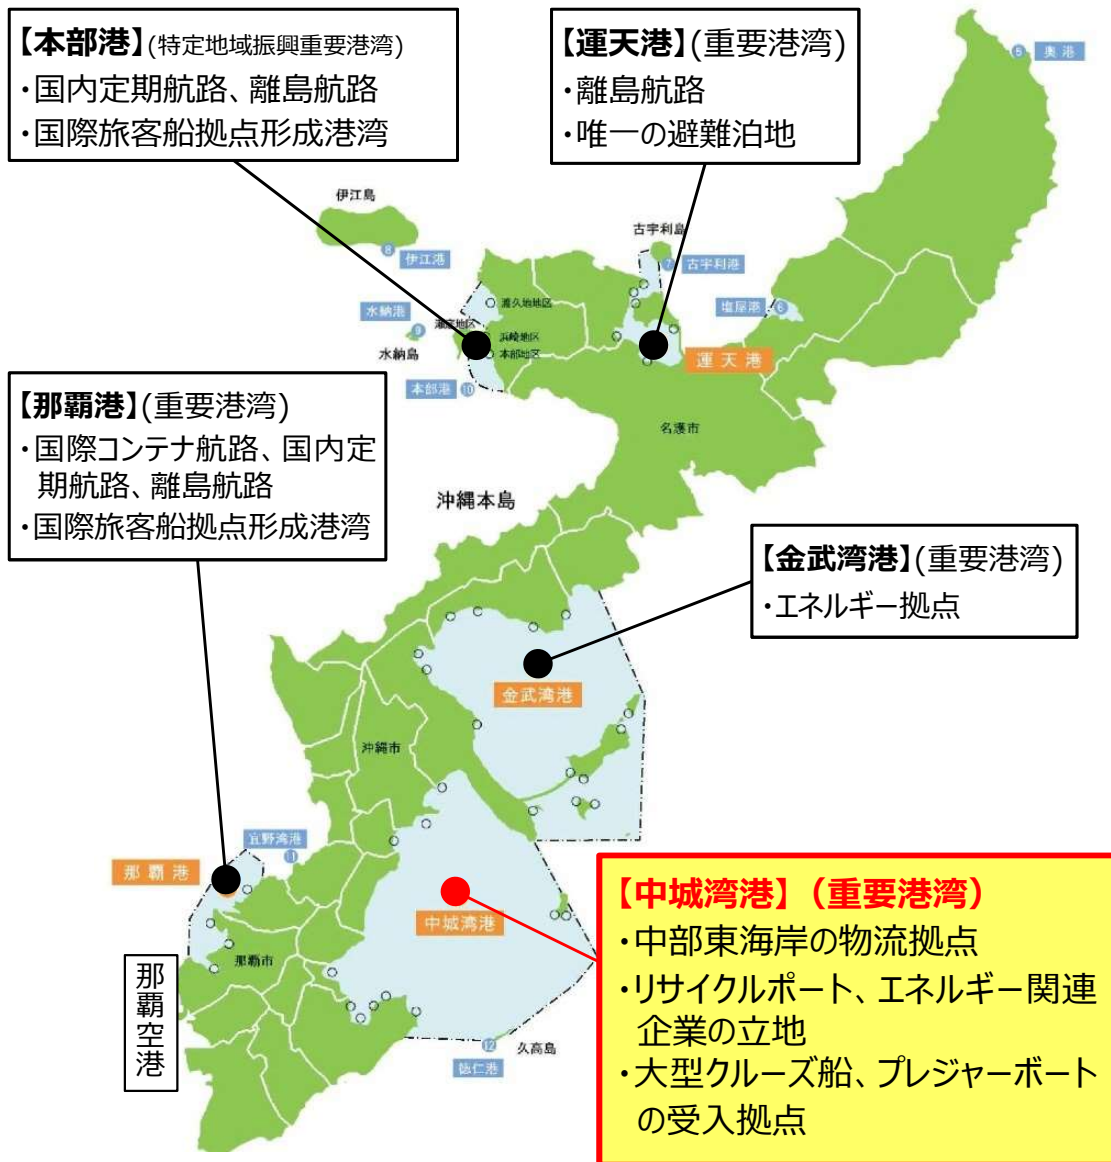 【本部港】(特定地域振興重要港湾)
・国内定期航路、離島航路
・国際旅客船拠点形成港湾
【運天港】(重要港湾)
・離島航路
・唯一の避難泊地
5 奥港
伊江島
8 伊江港
古宇利島
7 古宇利港
水納港
9
水納島
浜崎地区
本部地区
本部港 10
塩屋港 6
運天港
名護市
【那覇港】(重要港湾)
・国際コンテナ航路、国内定
期航路、離島航路
・国際旅客船拠点形成港湾
沖縄本島
【金武湾港】(重要港湾)
・エネルギー拠点
金武湾港
沖縄市
宜野湾港
11
那覇港
中城湾港
那覇市
那覇空港
12
徳仁港
久高島
【中城湾港】(重要港湾)
・中部東海岸の物流拠点
・リサイクルポート、エネルギー関連
企業の立地
・大型クルーズ船、プレジャーボート
の受入拠点